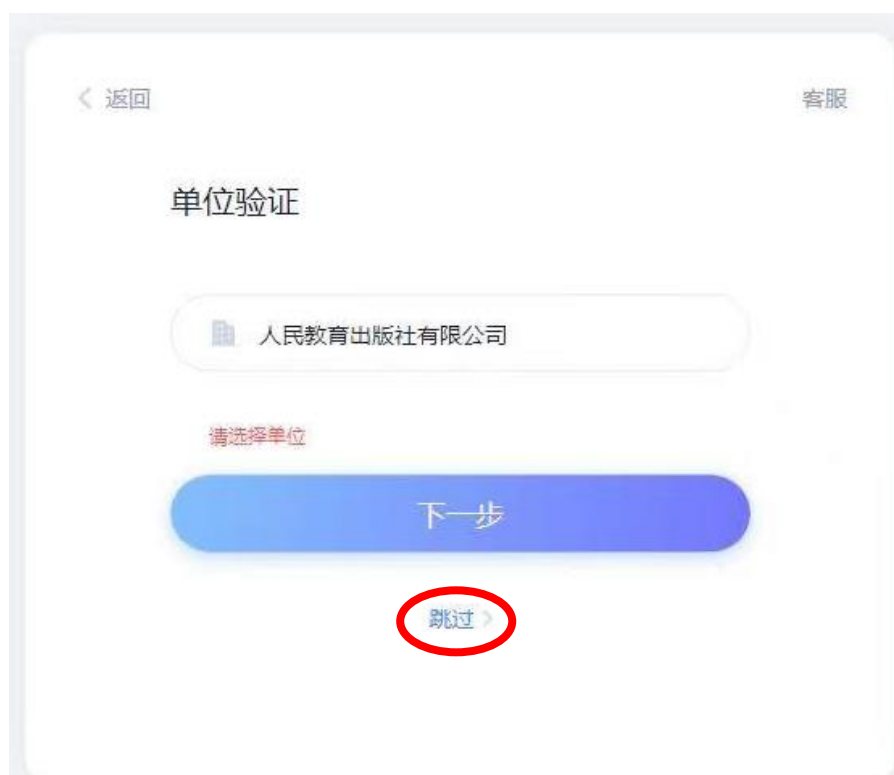 返回
客服
单位验证
人民教育出版社有限公司
请选择单位
下一步
跳过